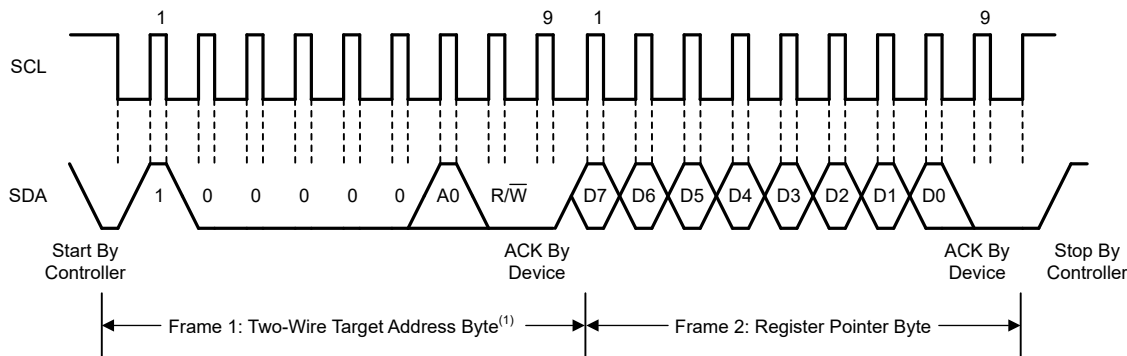 1 9 1 9
SCL
SDA 1 0 0 0 0 0 A0 R/W̅ D7 D6 D5 D4 D3 D2 D1 D0
Start By
Controller
ACK By
Device
ACK By
Device
Stop By
Controller
Frame 1: Two-Wire Target Address Byte(1)
Frame 2: Register Pointer Byte